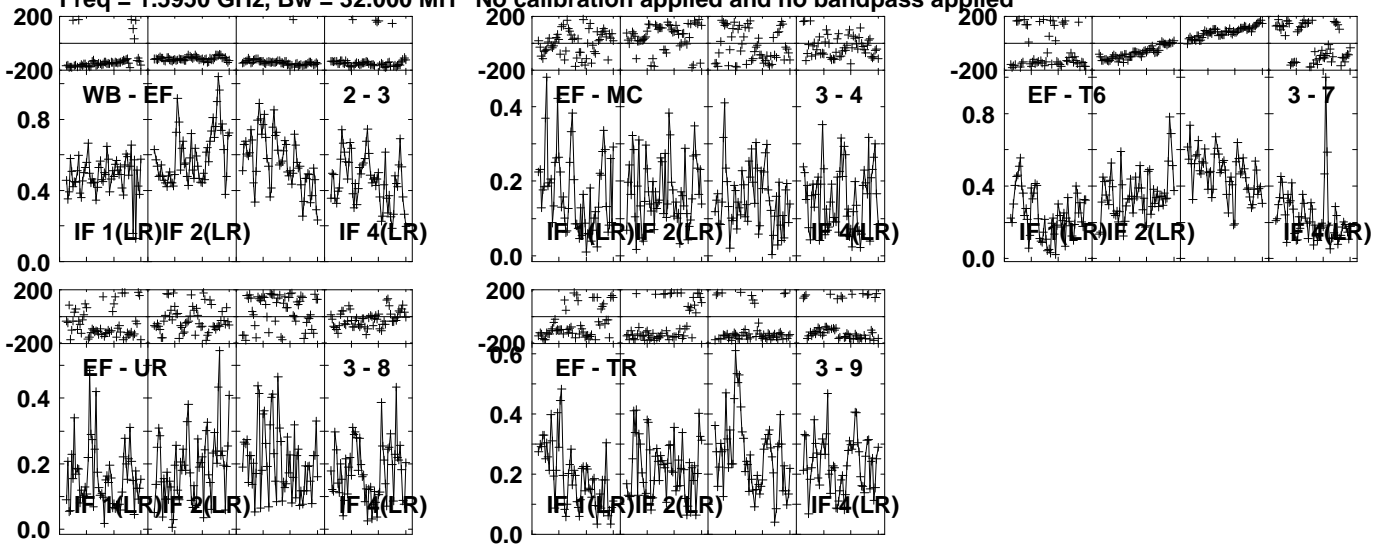 Freq = 1.5950 GHz, Bw = 32.000 MH No calibration applied and no bandpass applied
200
-200
WB - EF
2 - 3
0.8
0.4
0.0
IF 1(LR)
IF 2(LR)
IF 4(LR)
200
-200
EF - MC
3 - 4
0.4
0.2
0.0
IF 1(LR)
IF 2(LR)
IF 4(LR)
200
-200
EF - T6
3 - 7
0.8
0.4
0.0
IF 1(LR)
IF 2(LR)
IF 4(LR)
200
-200
EF - UR
3 - 8
0.4
0.2
0.0
IF 1(LR)
IF 2(LR)
IF 4(LR)
200
-200
0.6
EF - TR
3 - 9
0.4
0.2
0.0
IF 1(LR)
IF 2(LR)
IF 4(LR)